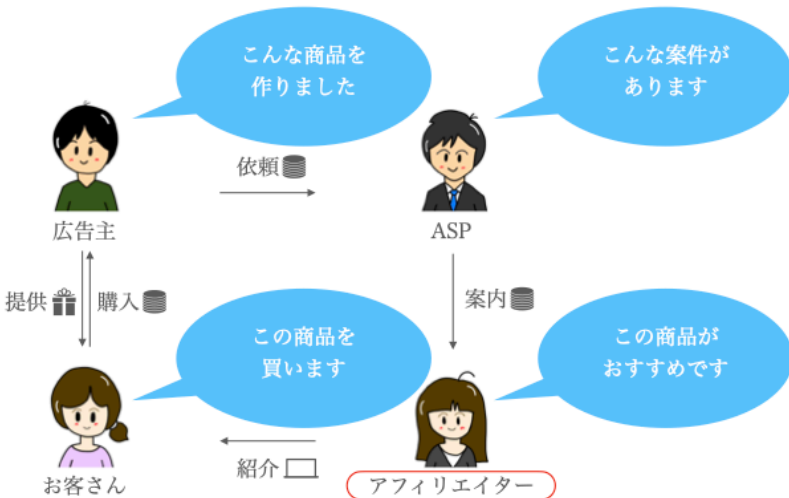 こんな商品を
作りました
こんな案件が
あります
依頼
広告主
ASP
提供
購入
案内
この商品を
買います
この商品が
おすすめです
紹介
お客さん
アフィリエイター